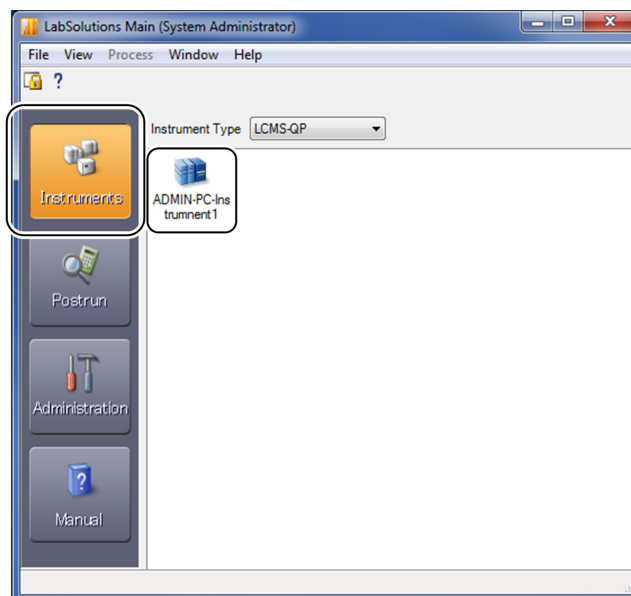 LabSolutions Main (System Administrator)
File View Process Window Help
?
Instrument Type LCMS-QP
Instruments
ADMIN-PC-Ins
trumnent1
Postrun
Administration
?
Manual